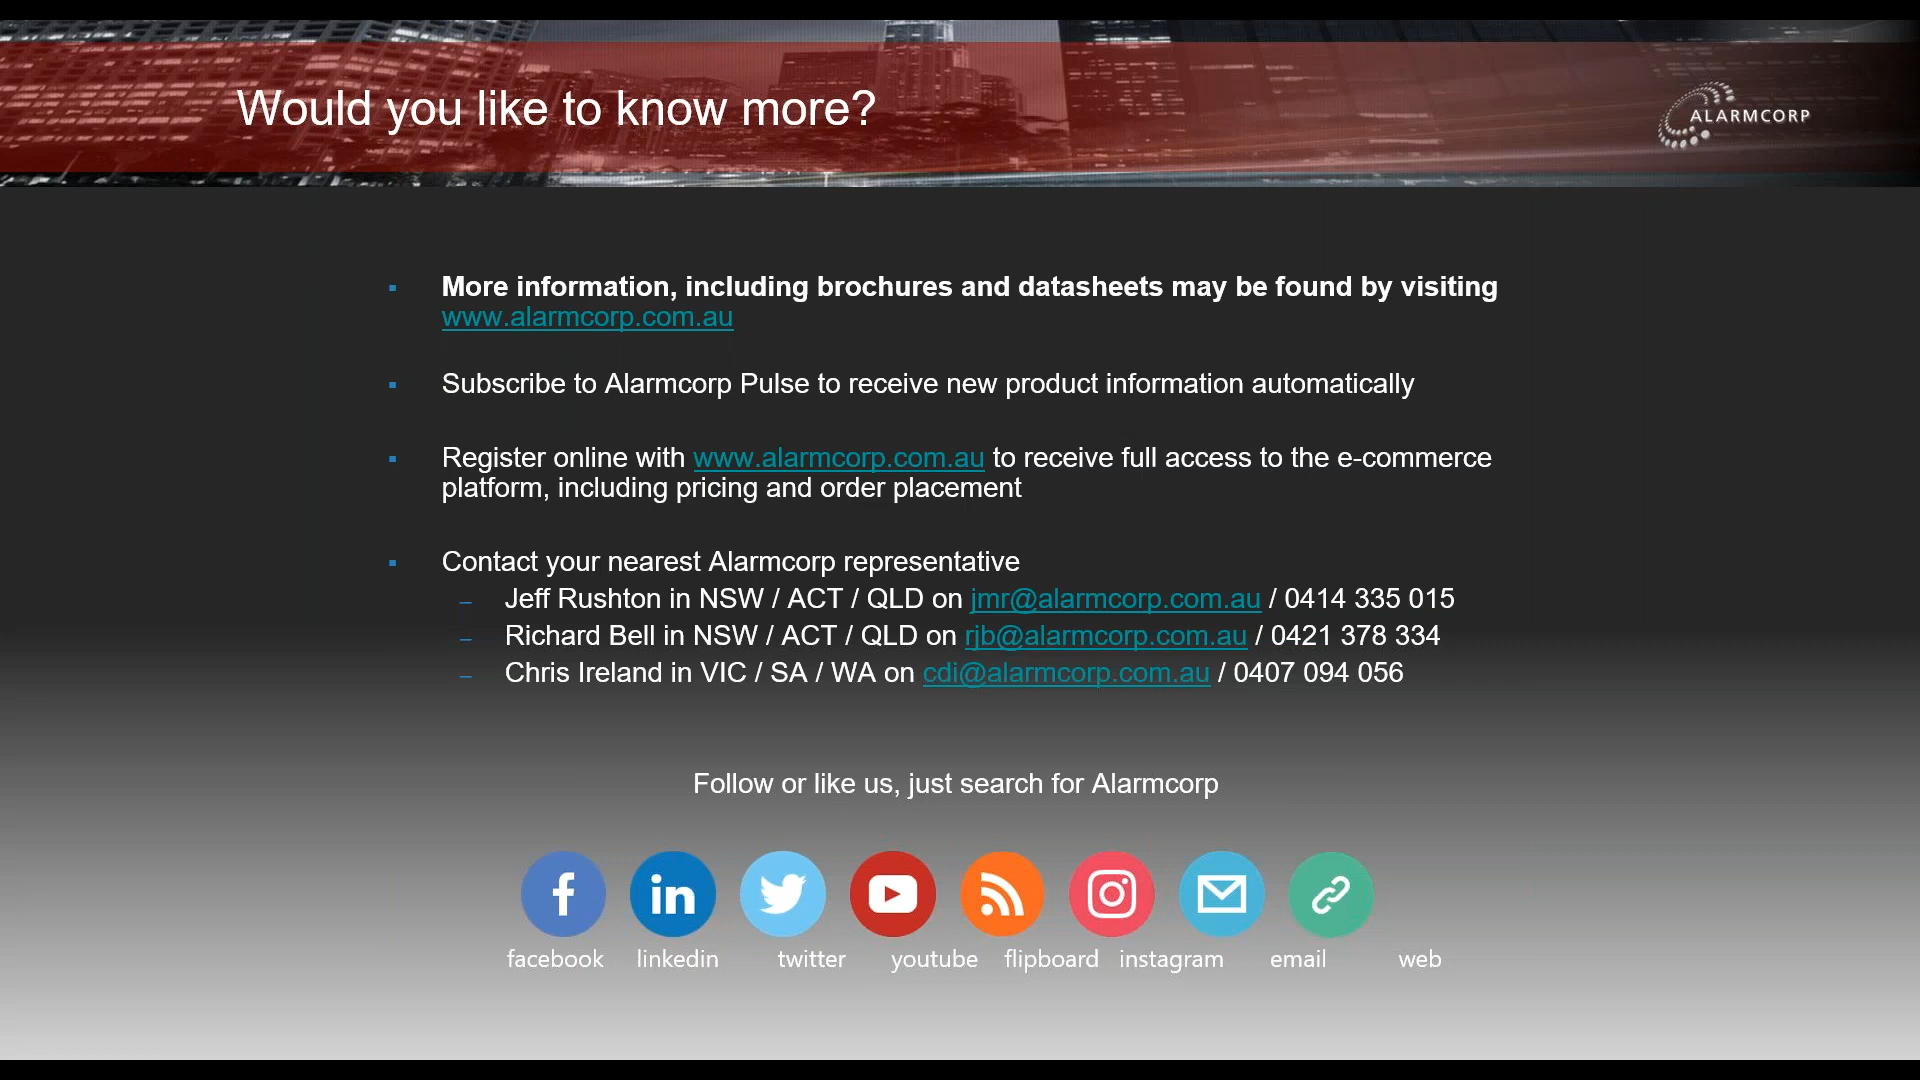 Would you like to know more?
ALARMCORP
▪ More information, including brochures and datasheets may be found by visiting
www.alarmcorp.com.au
▪ Subscribe to Alarmcorp Pulse to receive new product information automatically
▪ Register online with www.alarmcorp.com.au to receive full access to the e-commerce
platform, including pricing and order placement
▪ Contact your nearest Alarmcorp representative
– Jeff Rushton in NSW / ACT / QLD on jmr@alarmcorp.com.au / 0414 335 015
– Richard Bell in NSW / ACT / QLD on rjb@alarmcorp.com.au / 0421 378 334
– Chris Ireland in VIC / SA / WA on cdi@alarmcorp.com.au / 0407 094 056
Follow or like us, just search for Alarmcorp
facebook linkedin twitter youtube flipboard instagram email web